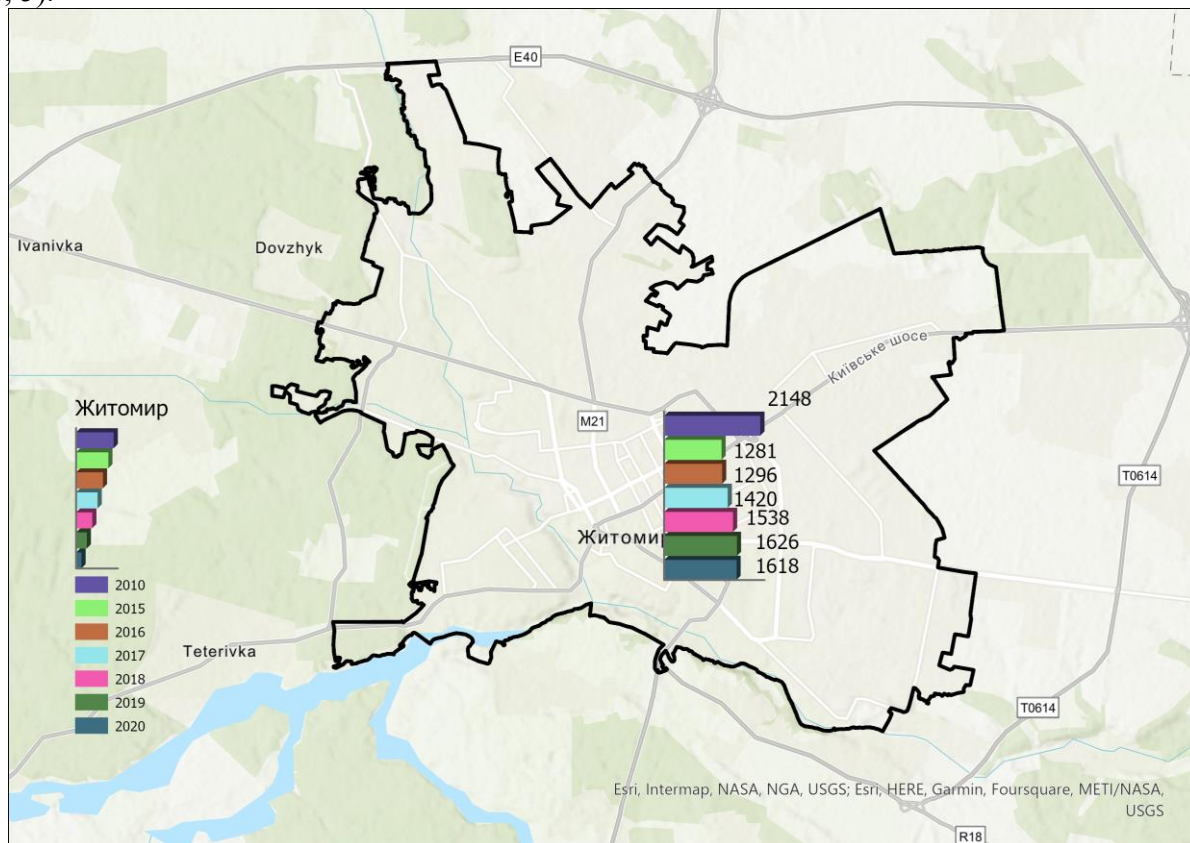 , 5).
E40
Ivanivka
Dovzhyk
Київське шосе
Житомир
M21
2148
1281
1296
1420
1538
1626
1618
T0614
Житомир
2010
2015
2016
2017
2018
2019
2020
Teterivka
T0614
Esri, Intermap, NASA, NGA, USGS; Esri, HERE, Garmin, Foursquare, METI/NASA,
USGS
R18